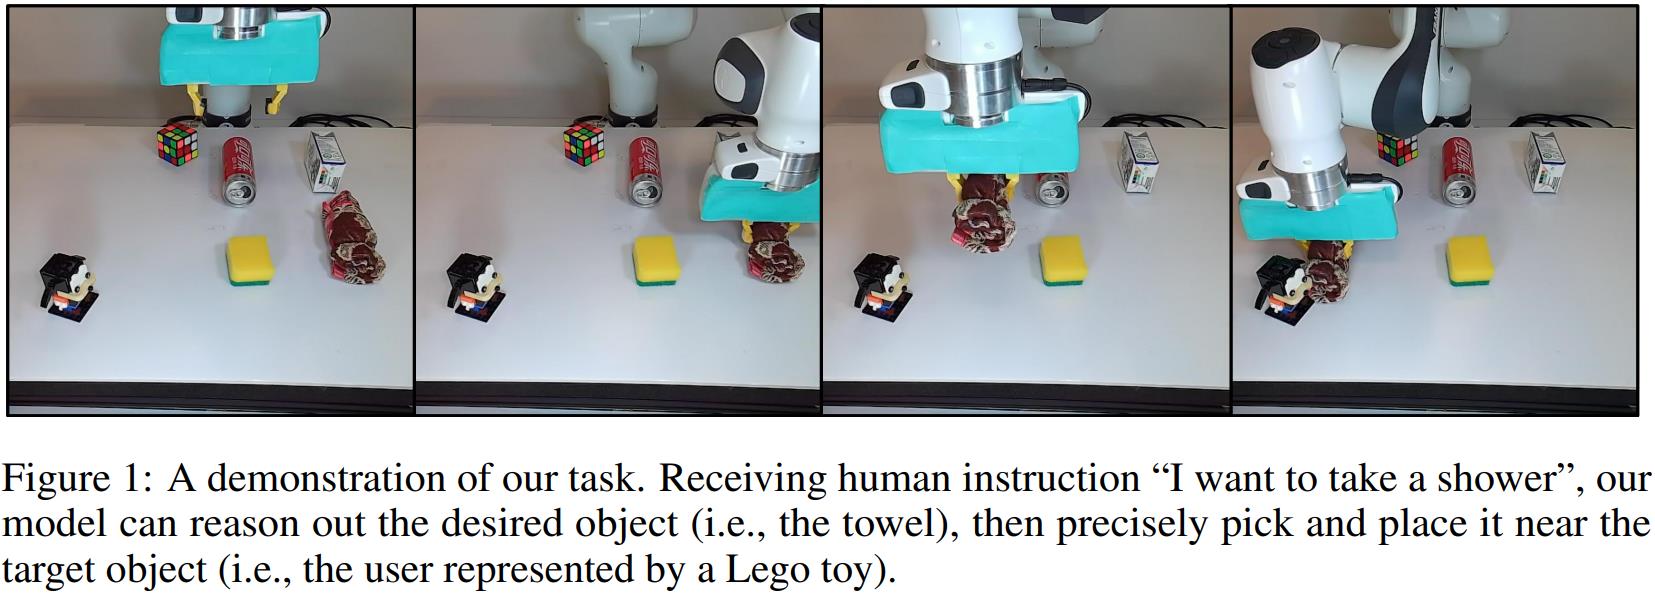 Figure 1: A demonstration of our task. Receiving human instruction “I want to take a shower”, our
model can reason out the desired object (i.e., the towel), then precisely pick and place it near the
target object (i.e., the user represented by a Lego toy).